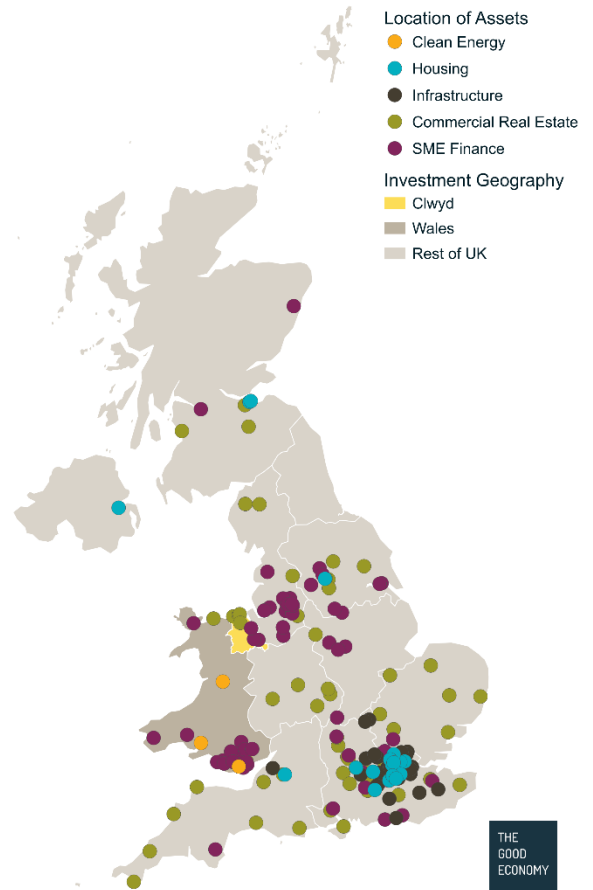 Location of Assets
Clean Energy
Housing
Infrastructure
Commercial Real Estate
SME Finance
Investment Geography
Clwyd
Wales
Rest of UK
THE
GOOD
ECONOMY